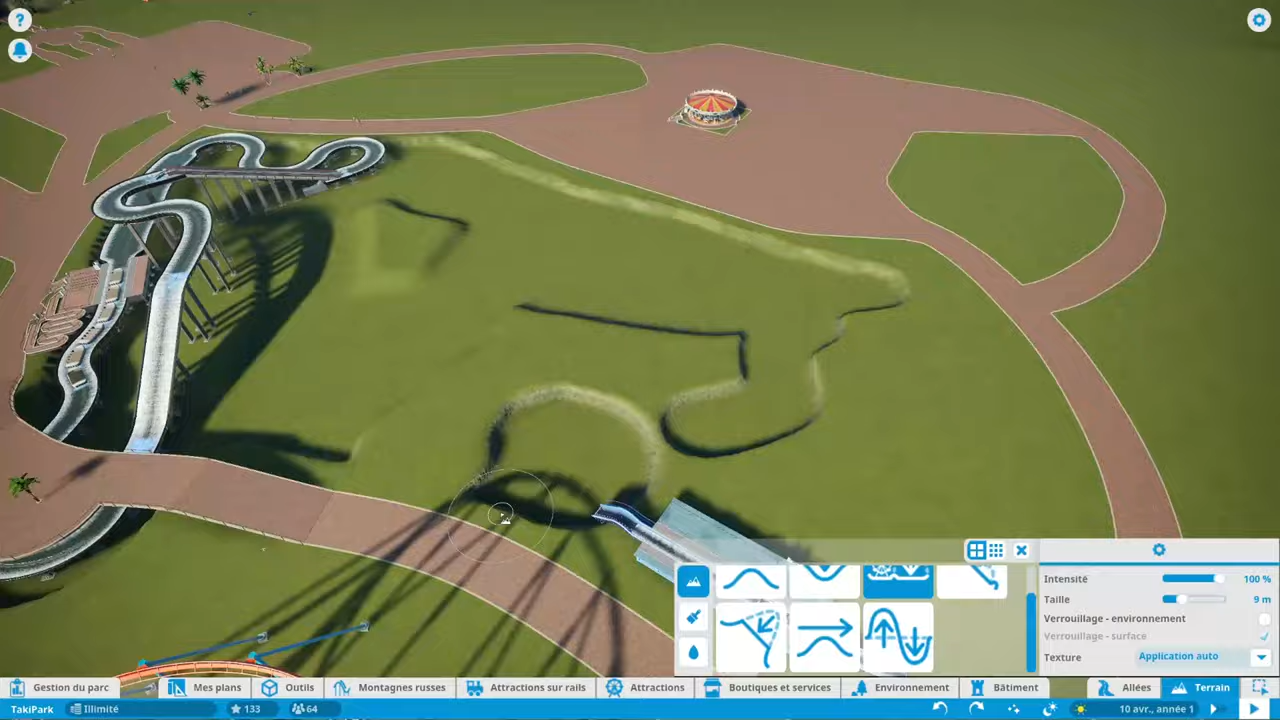 ?
Intensité 100 %
Taille 9 m
Verrouillage - environnement
Verrouillage - surface
Texture Application auto
Gestion du parc Mes plans Outils Montagnes russes Attractions sur rails Attractions Boutiques et services Environnement Bâtiment Allées Terrain
TakiPark Illimité 133 64 10 avr., année 1